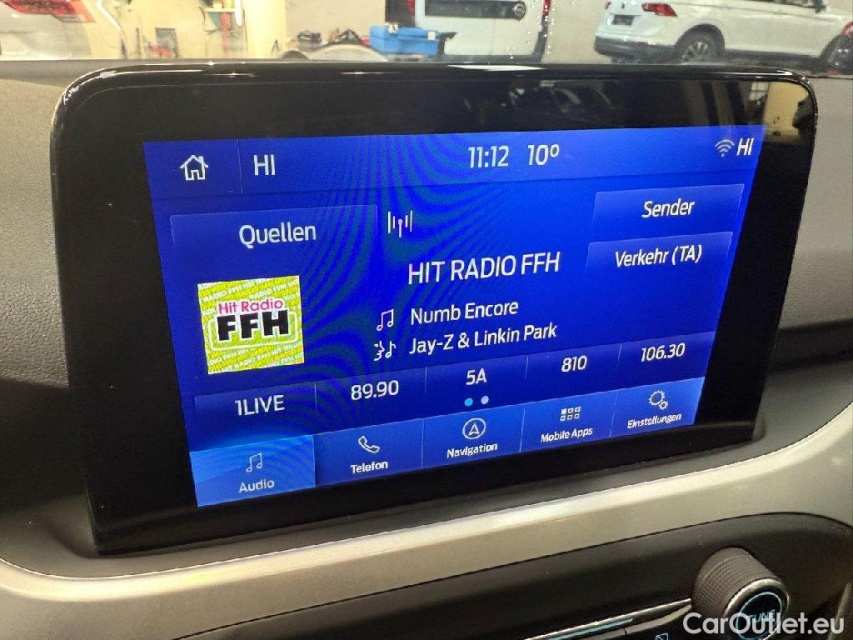 HI
11:12 10°
HI
Quellen
Sender
Verkehr (TA)
HIT RADIO FFH
Hit Radio
FFH
Numb Encore
Jay-Z & Linkin Park
1LIVE
89.90
5A
810
106.30
Audio
Telefon
Navigation
Mobile Apps
Einstellungen
TUNE
CarOutlet.eu